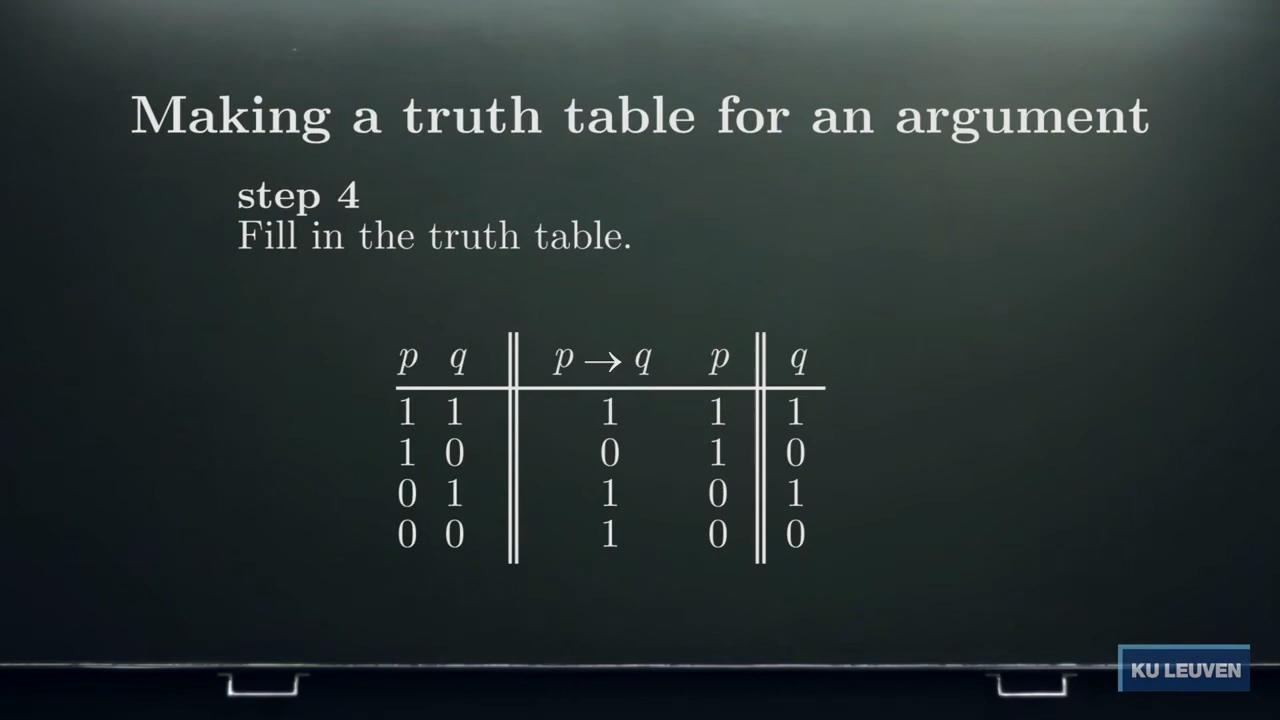 Making a truth table for an argument
step 4
Fill in the truth table.
p q p → q p q
1 1 1 1 1
1 0 0 1 0
0 1 1 0 1
0 0 1 0 0
KU LEUVEN